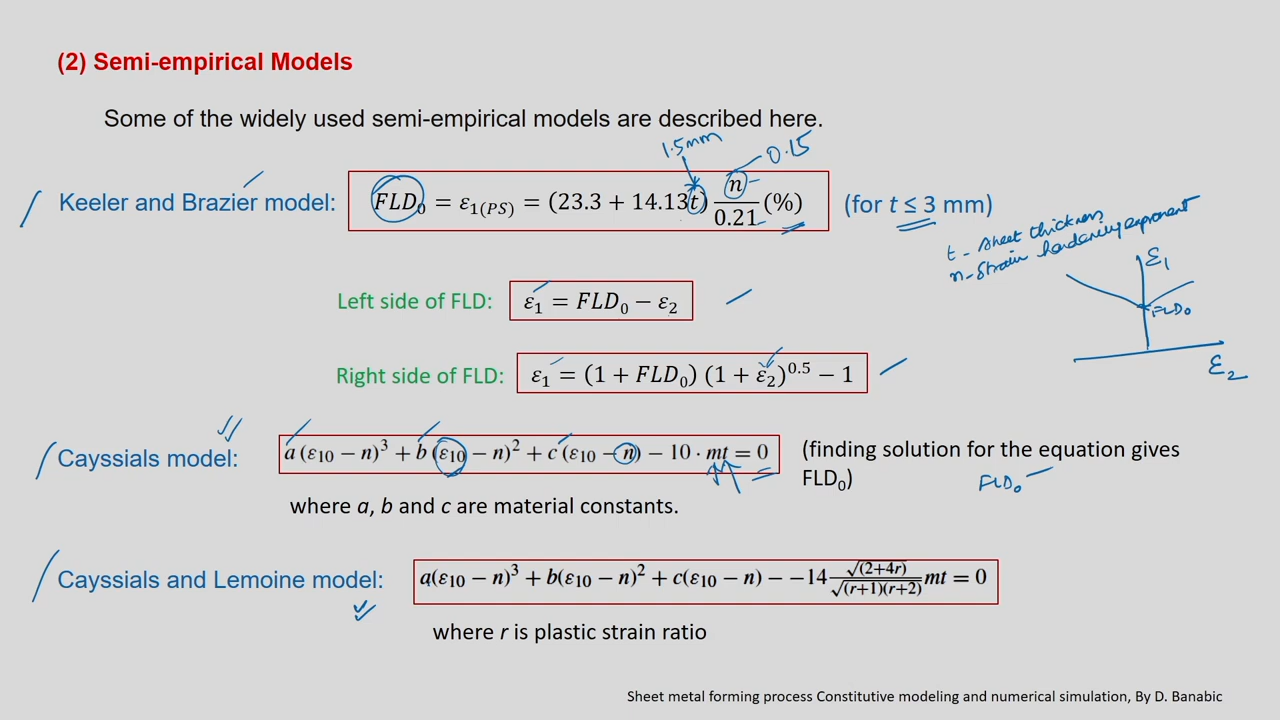 (2) Semi-empirical Models
Some of the widely used semi-empirical models are described here.
1.5mm
0.15
Keeler and Brazier model: FLD₀ = ε₁₍PS₎ = (23.3 + 14.13t) n/0.21 (%) (for t ≤ 3 mm)
t - Sheet thickness
n - Strain hardening exponent
ε₁
FLD₀
ε₂
Left side of FLD: ε₁ = FLD₀ − ε₂
Right side of FLD: ε₁ = (1 + FLD₀) (1 + ε₂)^0.5 − 1
Cayssials model: a (ε₁₀ − n)³ + b (ε₁₀ − n)² + c (ε₁₀ − n) − 10 · mt = 0 (finding solution for the equation gives
FLD₀)
FLD₀
where a, b and c are material constants.
Cayssials and Lemoine model: a(ε₁₀ − n)³ + b(ε₁₀ − n)² + c(ε₁₀ − n) − −14 √(2+4r)/√(r+1)(r+2) mt = 0
where r is plastic strain ratio
Sheet metal forming process Constitutive modeling and numerical simulation, By D. Banabic